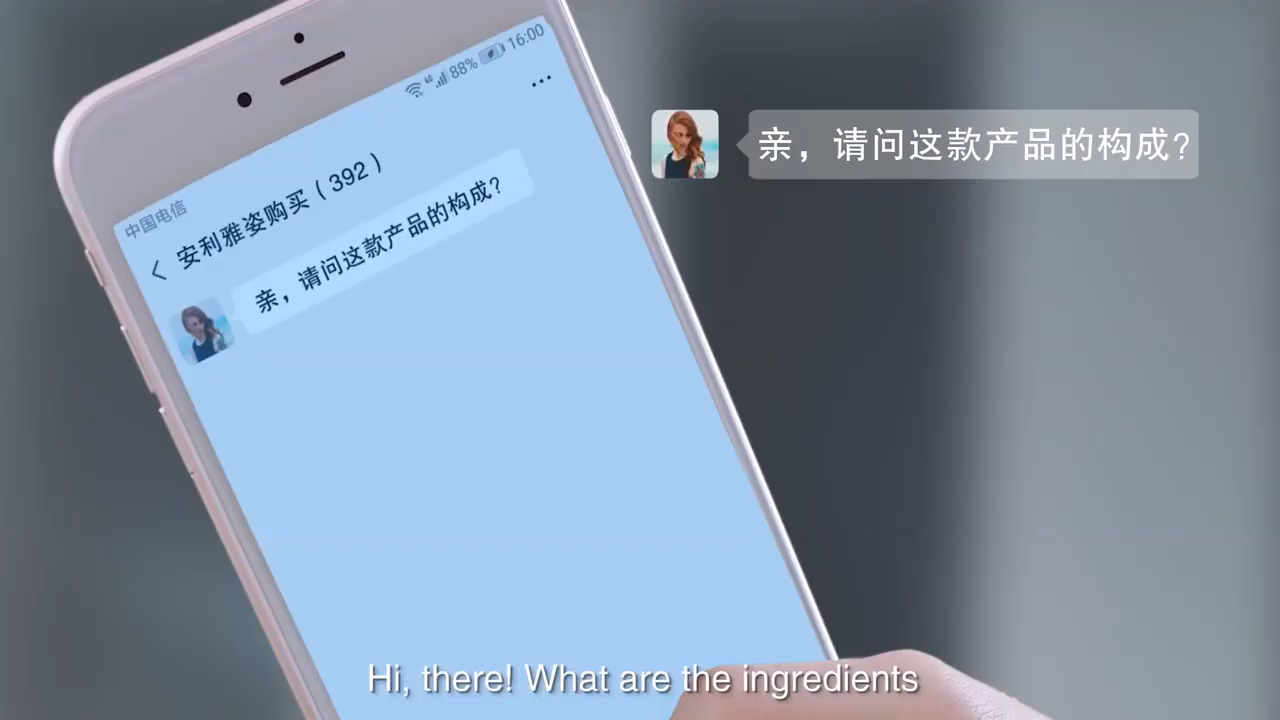 中国电信
4G 88% 16:00
安利雅姿购买（392）
亲，请问这款产品的构成？
亲，请问这款产品的构成？
Hi, there! What are the ingredients